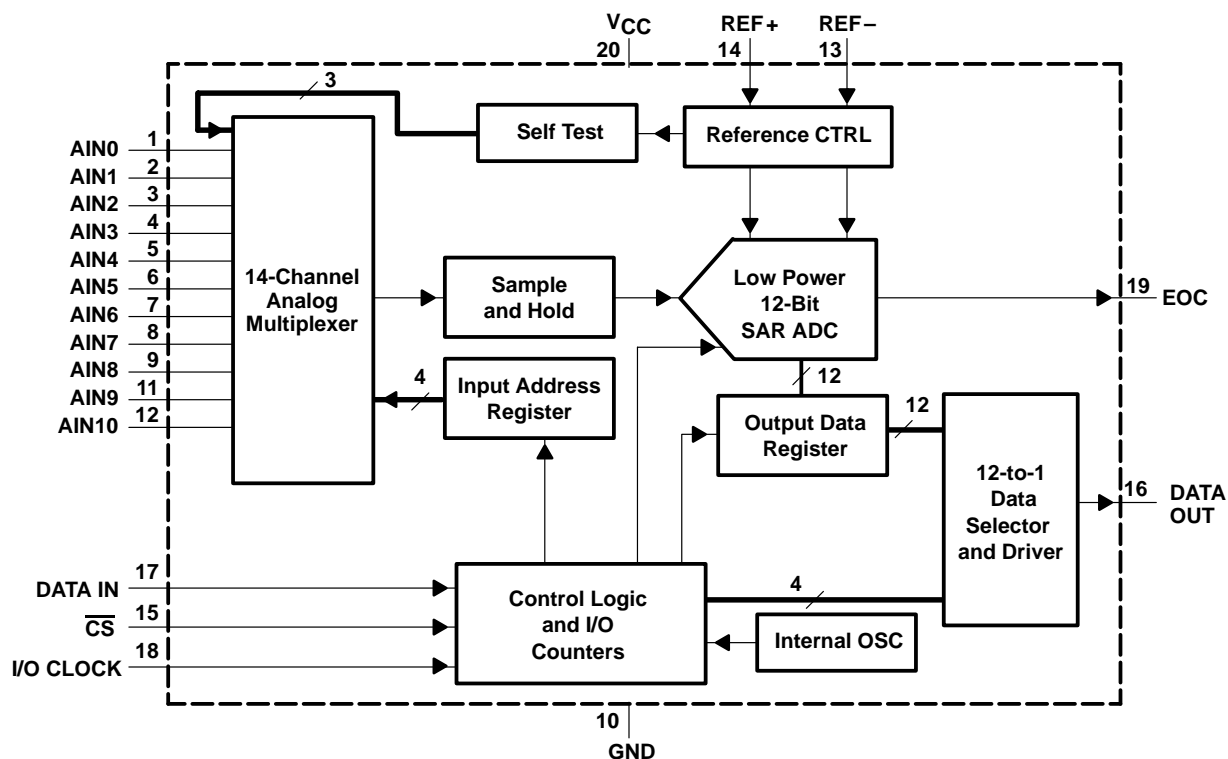 VCC
20
REF+
14
REF−
13
3
Self Test
Reference CTRL
AIN0
1
AIN1
2
AIN2
3
AIN3
4
AIN4
5
AIN5
6
AIN6
7
AIN7
8
AIN8
9
AIN9
11
AIN10
12
14-Channel
Analog
Multiplexer
Sample
and Hold
Low Power
12-Bit
SAR ADC
19
EOC
4
Input Address
Register
12
Output Data
Register
12
12-to-1
Data
Selector
and Driver
16
DATA
OUT
DATA IN
17
CS
15
I/O CLOCK
18
Control Logic
and I/O
Counters
4
Internal OSC
10
GND